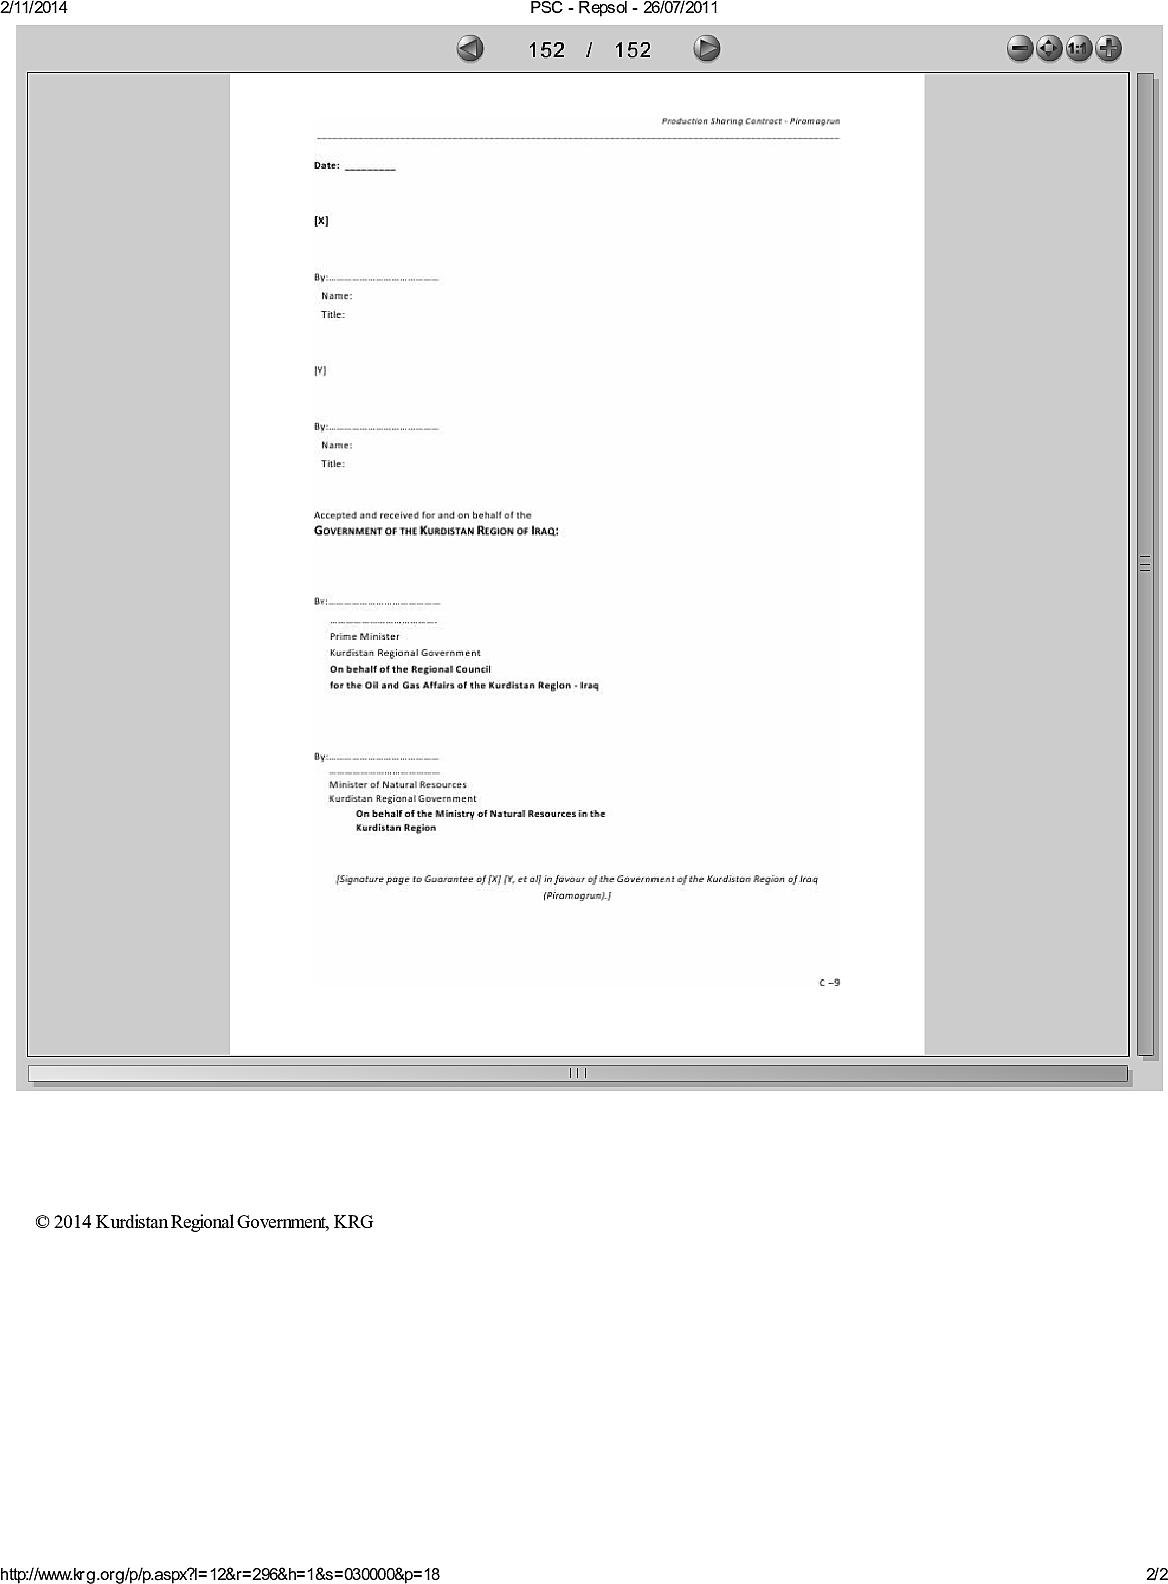 2/11/2014 PSC - Repsol - 26/07/2011
152 / 152
1:1
Production Sharing Contract - Piramagrun
Date: _________
[X]
By:……………………………………
Name:
Title:
[Y]
By:……………………………………
Name:
Title:
Accepted and received for and on behalf of the
GOVERNMENT OF THE KURDISTAN REGION OF IRAQ:
By:……………………………………
……………………………………
Prime Minister
Kurdistan Regional Government
On behalf of the Regional Council
for the Oil and Gas Affairs of the Kurdistan Region - Iraq
By:……………………………………
……………………………………
Minister of Natural Resources
Kurdistan Regional Government
On behalf of the Ministry of Natural Resources in the
Kurdistan Region
[Signature page to Guarantee of [X] [Y, et al] in favour of the Government of the Kurdistan Region of Iraq
(Piramagrun).]
C –9
© 2014 Kurdistan Regional Government, KRG
http://www.krg.org/p/p.aspx?l=12&r=296&h=1&s=030000&p=18 2/2